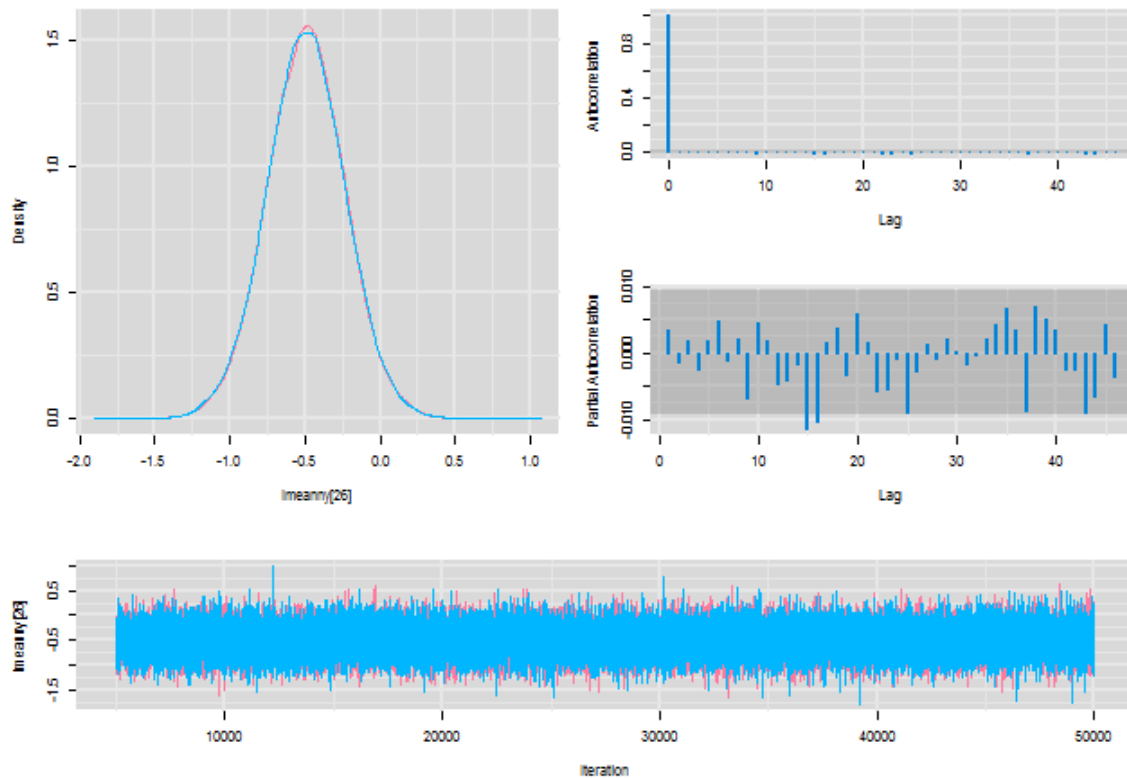 1.5
1.0
0.5
0.0
Density
-2.0 -1.5 -1.0 -0.5 0.0 0.5 1.0
lmeanny[26]
0.8
0.4
0.0
Autocorrelation
0 10 20 30 40
Lag
0.010
0.000
-0.010
Partial Autocorrelation
0 10 20 30 40
Lag
0.5
-0.5
-1.5
lmeanny[26]
10000 20000 30000 40000 50000
Iteration